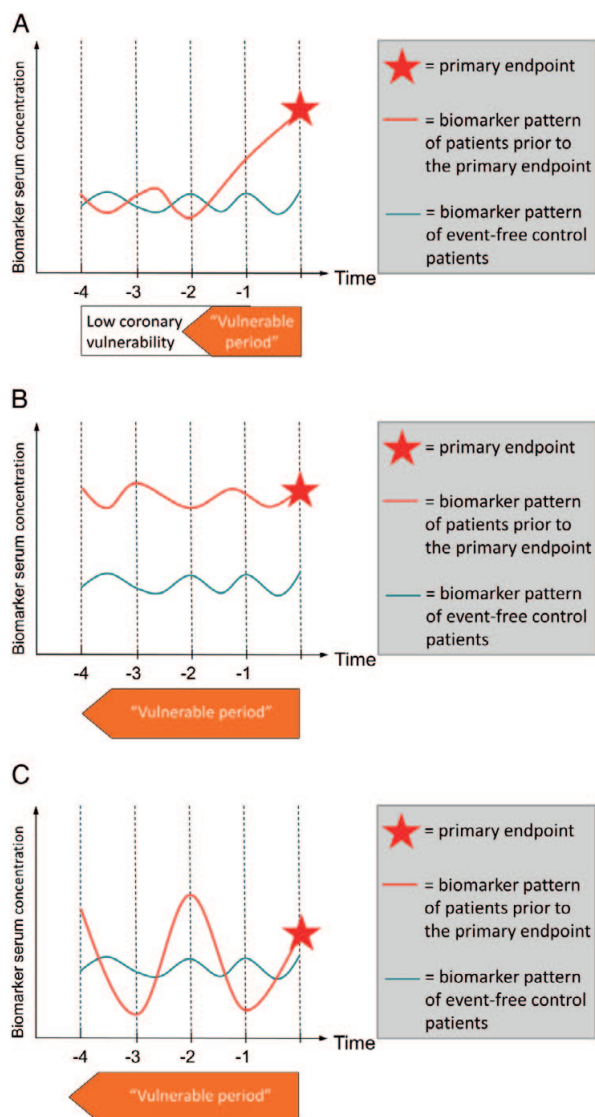 A
Biomarker serum concentration
-4
-3
-2
-1
Time
Low coronary
vulnerability
"Vulnerable
period"
= primary endpoint
= biomarker pattern
of patients prior to
the primary endpoint
= biomarker pattern
of event-free control
patients
B
Biomarker serum concentration
-4
-3
-2
-1
Time
"Vulnerable period"
= primary endpoint
= biomarker pattern
of patients prior to
the primary endpoint
= biomarker pattern
of event-free control
patients
C
Biomarker serum concentration
-4
-3
-2
-1
Time
"Vulnerable period"
= primary endpoint
= biomarker pattern
of patients prior to
the primary endpoint
= biomarker pattern
of event-free control
patients